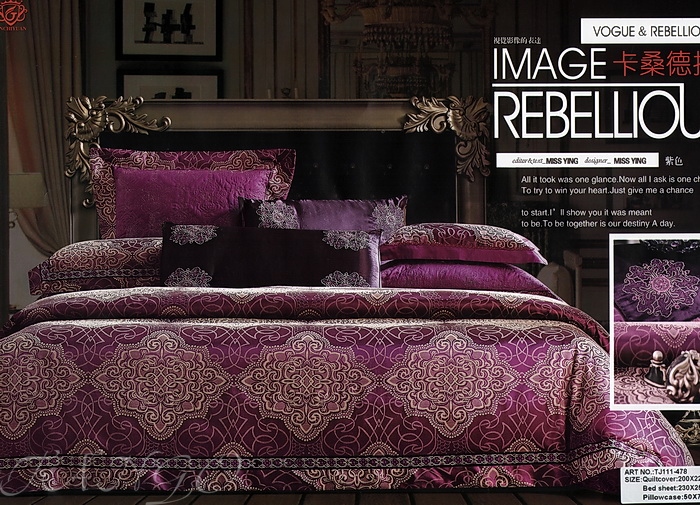 VOGUE & REBELLIO
視覺影像的表達
IMAGE 卡桑德
REBELLIOU
editor&text_ MISS YING designer_ MISS YING 紫色
All it took was one glance.Now all I ask is one ch
To try to win your heart.Just give me a chance
to start.I' ll show you it was meant
to be.To be together is our destiny A day.
ART NO.:TJ111-478
SIZE:Quiltcover:200X22
Bed sheet:230X25
Pillowcase:50X7